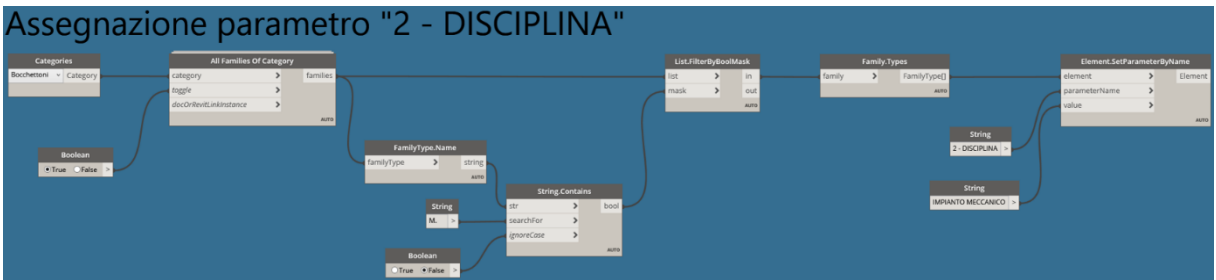 Assegnazione parametro "2 - DISCIPLINA"
Categories
Bocchettoni Category
All Families Of Category
category > families
toggle >
docOrRevitLinkInstance >
AUTO
Boolean
True False >
FamilyType.Name
familyType > string
AUTO
String
M. >
Boolean
True False >
String.Contains
str > bool
searchFor >
ignoreCase >
AUTO
List.FilterByBoolMask
list > in
mask > out
AUTO
Family.Types
family > FamilyType[]
AUTO
String
2 - DISCIPLINA >
String
IMPIANTO MECCANICO >
Element.SetParameterByName
element > Element
parameterName >
value >
AUTO